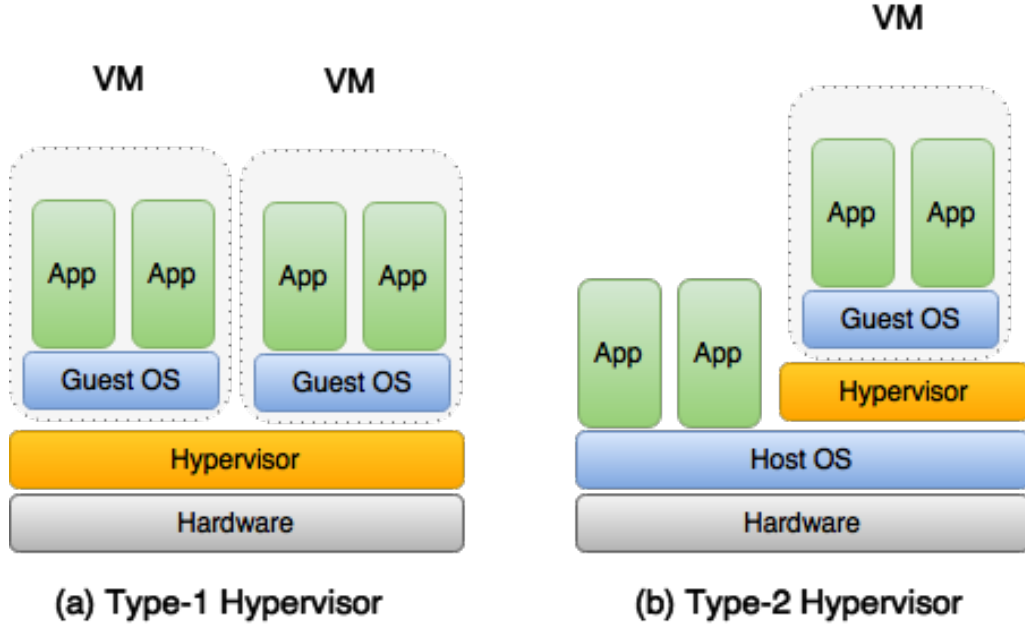 VM
VM
App
App
App
App
Guest OS
Guest OS
Hypervisor
Hardware
(a) Type-1 Hypervisor
VM
App
App
Guest OS
App
App
Hypervisor
Host OS
Hardware
(b) Type-2 Hypervisor